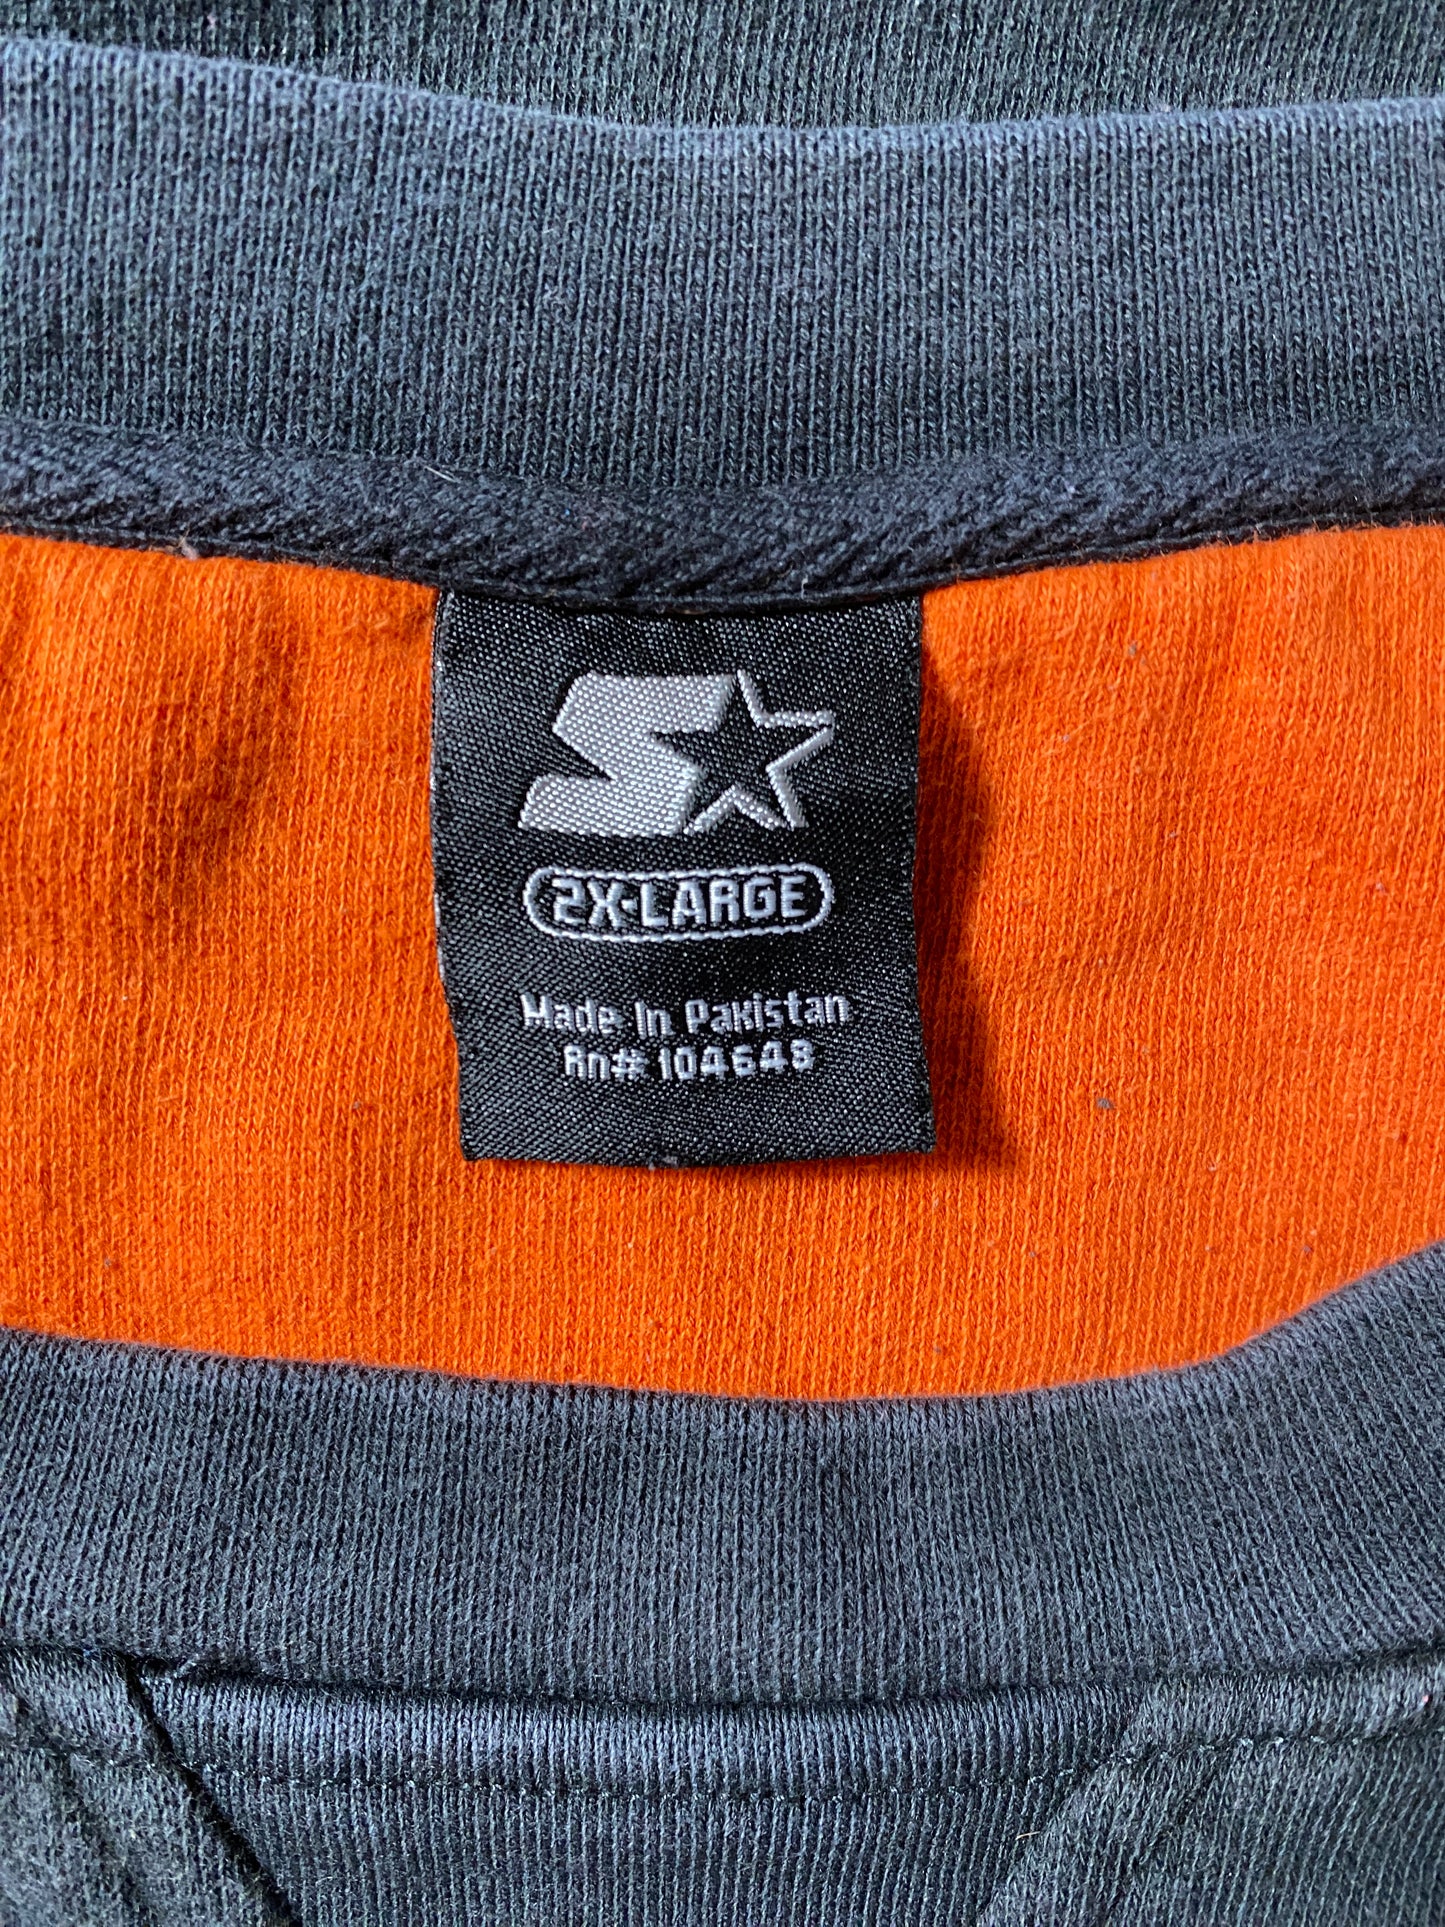 2X-LARGE
Made In Pakistan
Rn# 104648